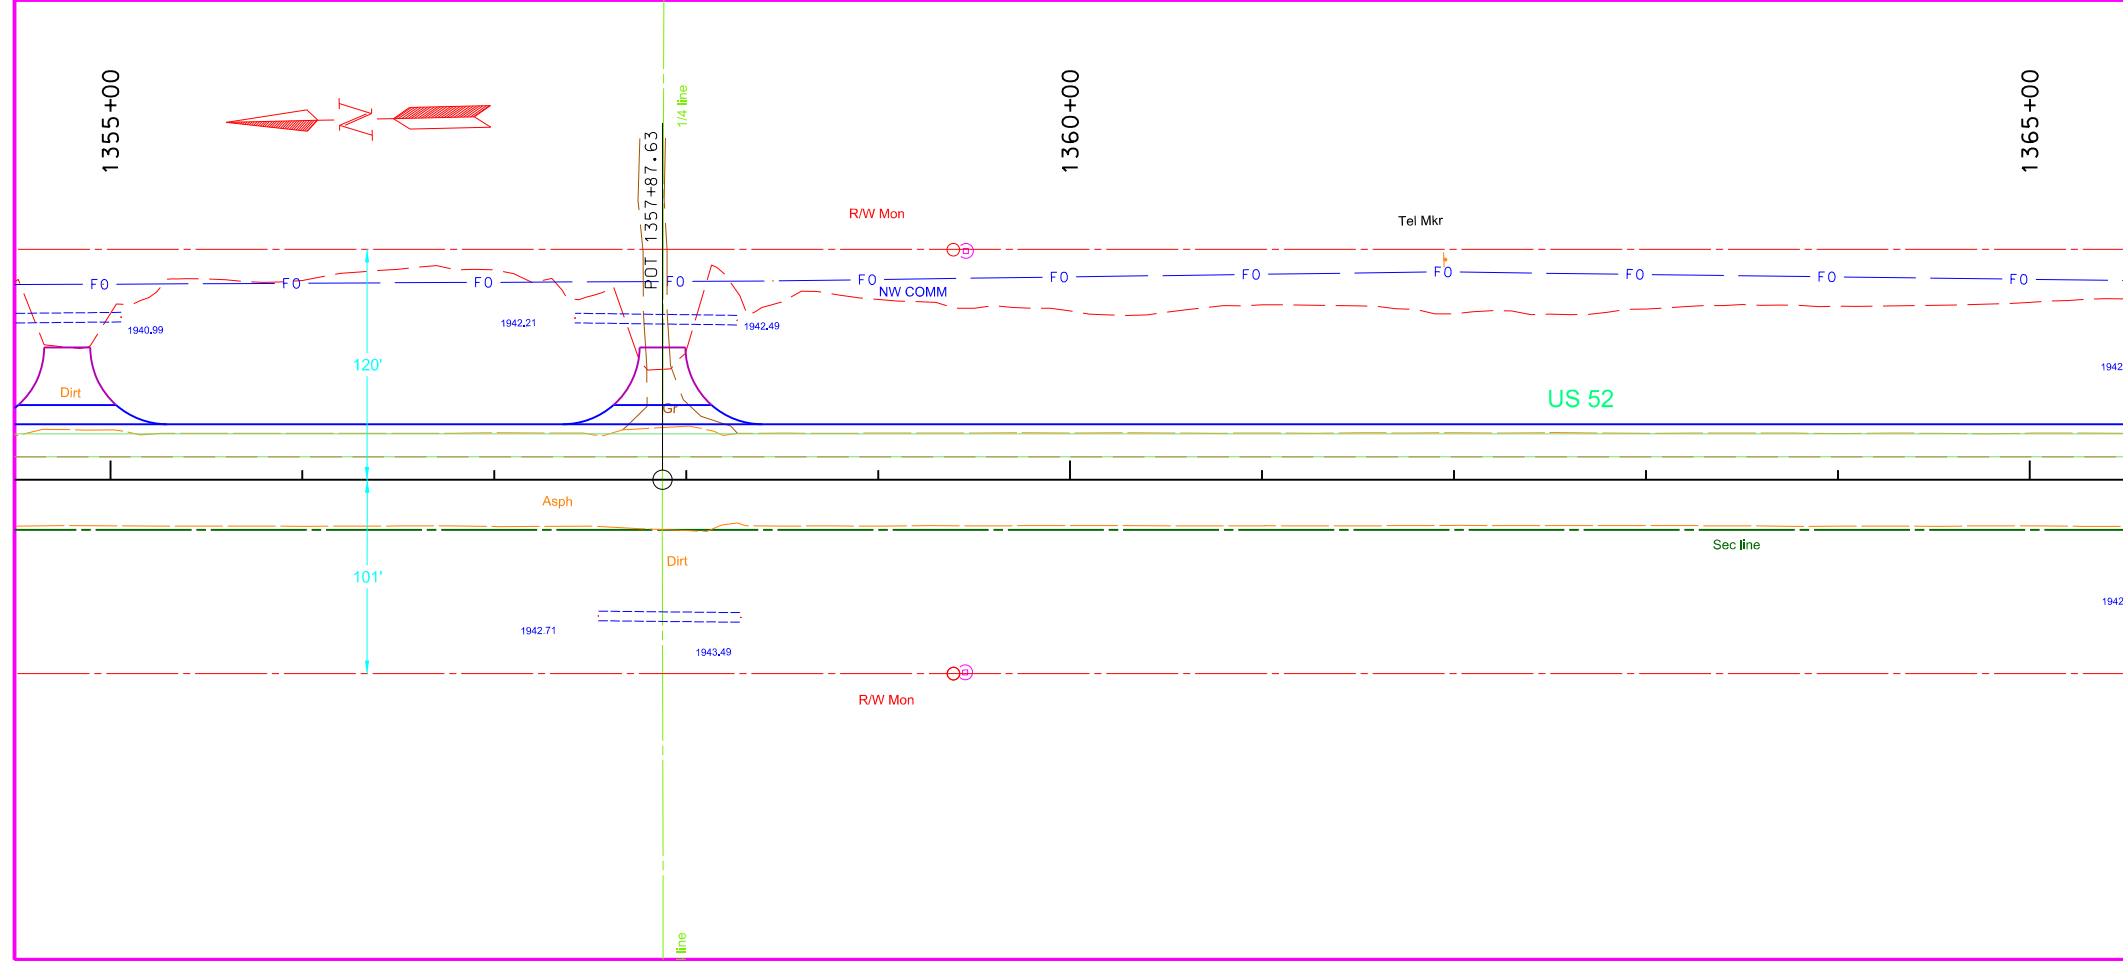 1355+00
1360+00
1365+00
N
1/4 line
POT 1357+87.63
R/W Mon
Tel Mkr
FO FO FO FO FO FO FO FO FO FO FO
NW COMM
1940.99
1942.21
1942.49
120'
1942
Dirt
Gr
US 52
Asph
Sec line
Dirt
101'
1942
1942.71
1943.49
R/W Mon
line